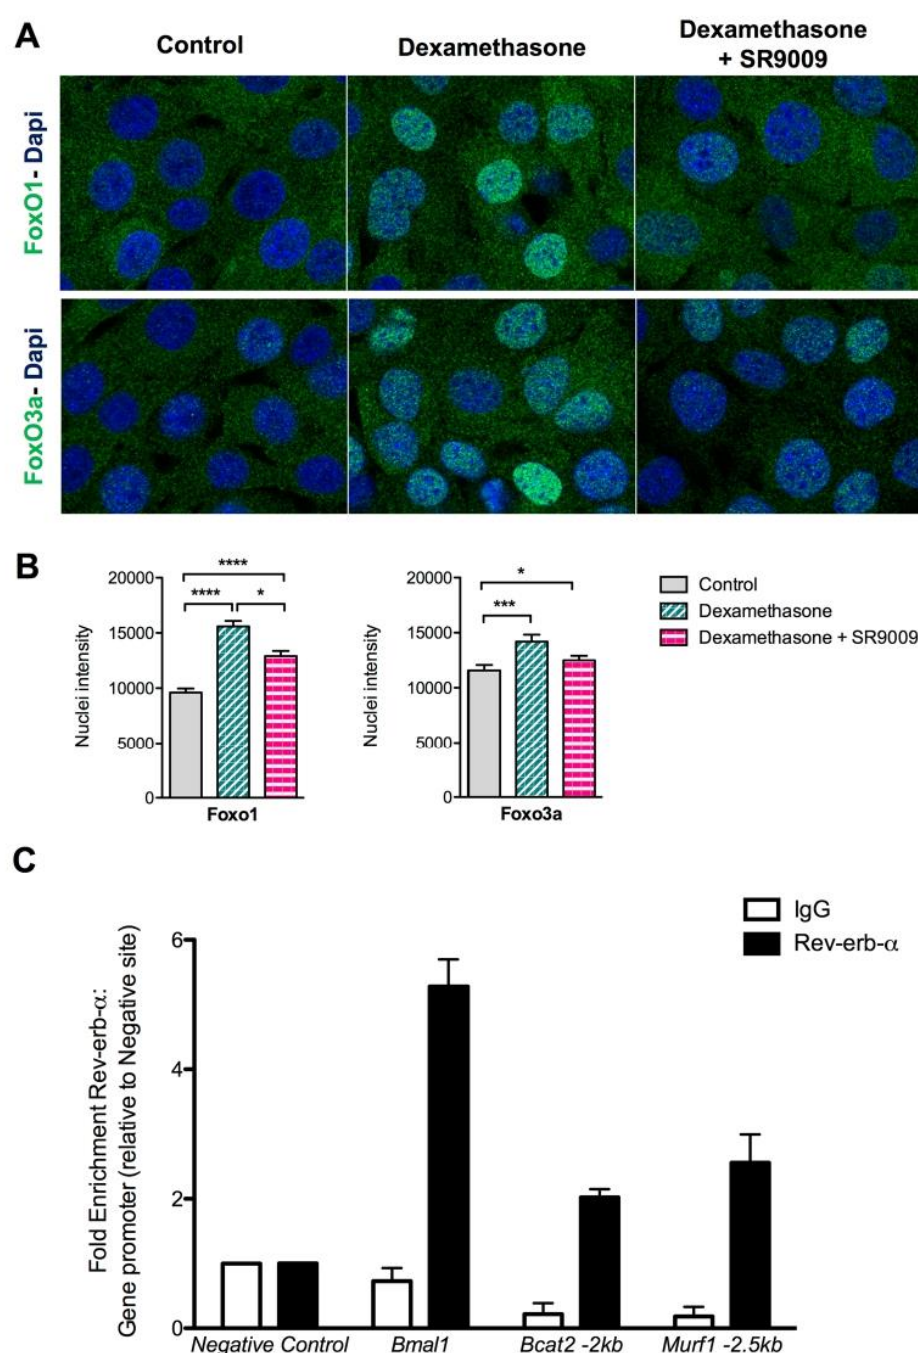 A
Control
Dexamethasone
Dexamethasone
+ SR9009
FoxO1- Dapi
FoxO3a- Dapi
B
Nuclei intensity
20000
15000
10000
5000
0
****
****
*
Foxo1
Nuclei intensity
20000
15000
10000
5000
0
*
***
Foxo3a
Control
Dexamethasone
Dexamethasone + SR9009
C
IgG
Rev-erb-α
Fold Enrichment Rev-erb-α:
Gene promoter (relative to Negative site)
6
4
2
0
Negative Control
Bmal1
Bcat2 -2kb
Murf1 -2.5kb